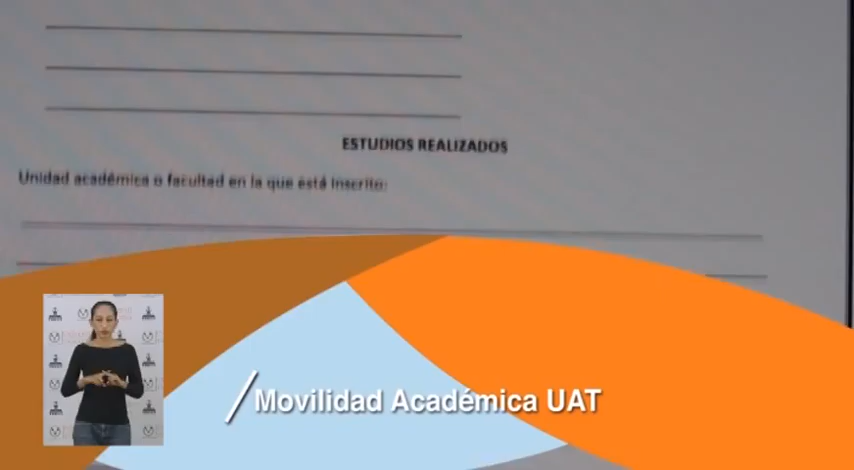 ESTUDIOS REALIZADOS
Unidad académica o facultad en la que está inscrito:
Movilidad Académica UAT